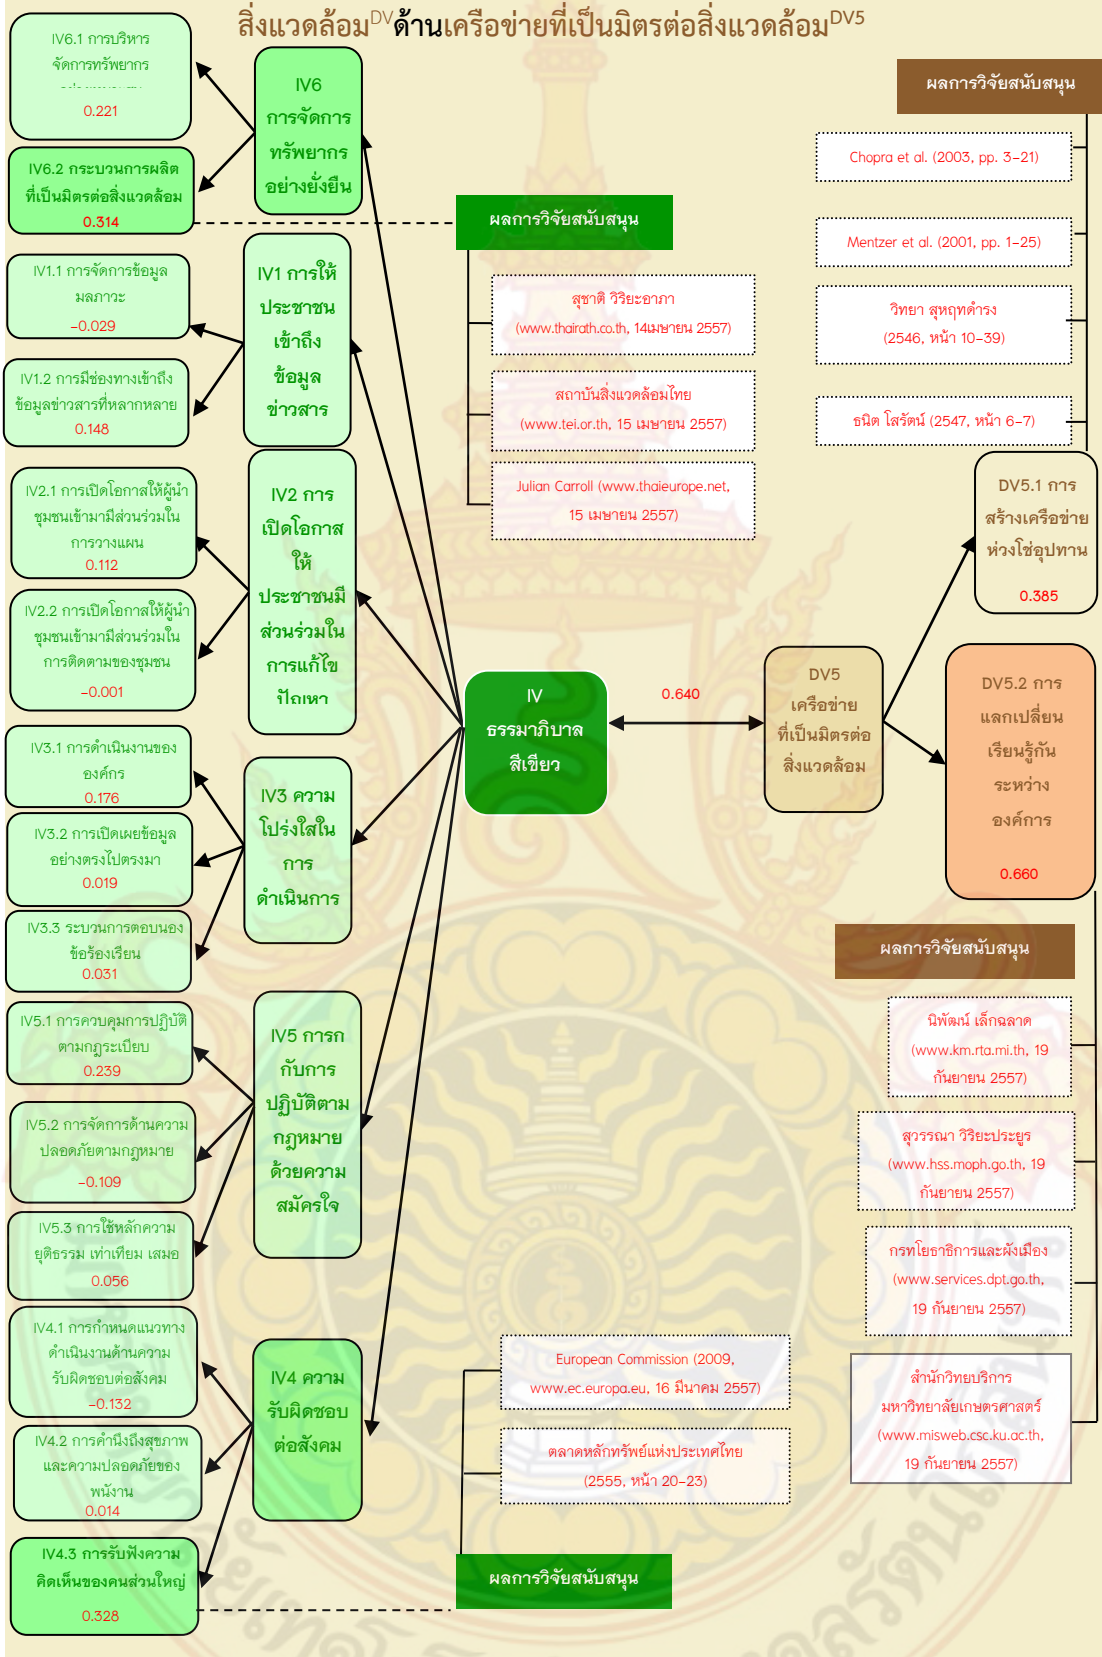 สิ่งแวดล้อมDVด้านเครือข่ายที่เป็นมิตรต่อสิ่งแวดล้อมDV5
IV6.1 การบริหาร
จัดการทรัพยากร
0.221
IV6.2 กระบวนการผลิต
ที่เป็นมิตรต่อสิ่งแวดล้อม
0.314
IV1.1 การจัดการข้อมูล
มลภาวะ
-0.029
IV1.2 การมีช่องทางเข้าถึง
ข้อมูลข่าวสารที่หลากหลาย
0.148
IV2.1 การเปิดโอกาสให้ผู้นำ
ชุมชนเข้ามามีส่วนร่วมใน
การวางแผน
0.112
IV2.2 การเปิดโอกาสให้ผู้นำ
ชุมชนเข้ามามีส่วนร่วมใน
การติดตามของชุมชน
-0.001
IV3.1 การดำเนินงานของ
องค์กร
0.176
IV3.2 การเปิดเผยข้อมูล
อย่างตรงไปตรงมา
0.019
IV3.3 ระบวนการตอบนอง
ข้อร้องเรียน
0.031
IV5.1 การควบคุมการปฏิบัติ
ตามกฎระเบียบ
0.239
IV5.2 การจัดการด้านความ
ปลอดภัยตามกฎหมาย
-0.109
IV5.3 การใช้หลักความ
ยุติธรรม เท่าเทียม เสมอ
0.056
IV4.1 การกำหนดแนวทาง
ดำเนินงานด้านความ
รับผิดชอบต่อสังคม
-0.132
IV4.2 การคำนึงถึงสุขภาพ
และความปลอดภัยของ
พนังาน
0.014
IV4.3 การรับฟังความ
คิดเห็นของคนส่วนใหญ่
0.328
IV6
การจัดการ
ทรัพยากร
อย่างยั่งยืน
IV1 การให้
ประชาชน
เข้าถึง
ข้อมูล
ข่าวสาร
IV2 การ
เปิดโอกาส
ให้
ประชาชนมี
ส่วนร่วมใน
การแก้ไข
ปัญหา
IV3 ความ
โปร่งใสใน
การ
ดำเนินการ
IV5 การก
กับการ
ปฏิบัติตาม
กฎหมาย
ด้วยความ
สมัครใจ
IV4 ความ
รับผิดชอบ
ต่อสังคม
ผลการวิจัยสนับสนุน
สุชาติ วิริยะอาภา
(www.thairath.co.th, 14เมษายน 2557)
สถาบันสิ่งแวดล้อมไทย
(www.tei.or.th, 15 เมษายน 2557)
Julian Carroll (www.thaieurope.net,
15 เมษายน 2557)
IV
ธรรมาภิบาล
สีเขียว
0.640
DV5
เครือข่าย
ที่เป็นมิตรต่อ
สิ่งแวดล้อม
European Commission (2009,
www.ec.europa.eu, 16 มีนาคม 2557)
ตลาดหลักทรัพย์แห่งประเทศไทย
(2555, หน้า 20-23)
ผลการวิจัยสนับสนุน
ผลการวิจัยสนับสนุน
Chopra et al. (2003, pp. 3-21)
Mentzer et al. (2001, pp. 1-25)
วิทยา สุหฤทดำรง
(2546, หน้า 10-39)
ธนิต โสรัตน์ (2547, หน้า 6-7)
DV5.1 การ
สร้างเครือข่าย
ห่วงโซ่อุปทาน
0.385
DV5.2 การ
แลกเปลี่ยน
เรียนรู้กัน
ระหว่าง
องค์การ
0.660
ผลการวิจัยสนับสนุน
นิพัฒน์ เล็กฉลาด
(www.km.rta.mi.th, 19
กันยายน 2557)
สุวรรณา วิริยะประยูร
(www.hss.moph.go.th, 19
กันยายน 2557)
กรทโยธาธิการและผังเมือง
(www.services.dpt.go.th,
19 กันยายน 2557)
สำนักวิทยบริการ
มหาวิทยาลัยเกษตรศาสตร์
(www.misweb.csc.ku.ac.th,
19 กันยายน 2557)